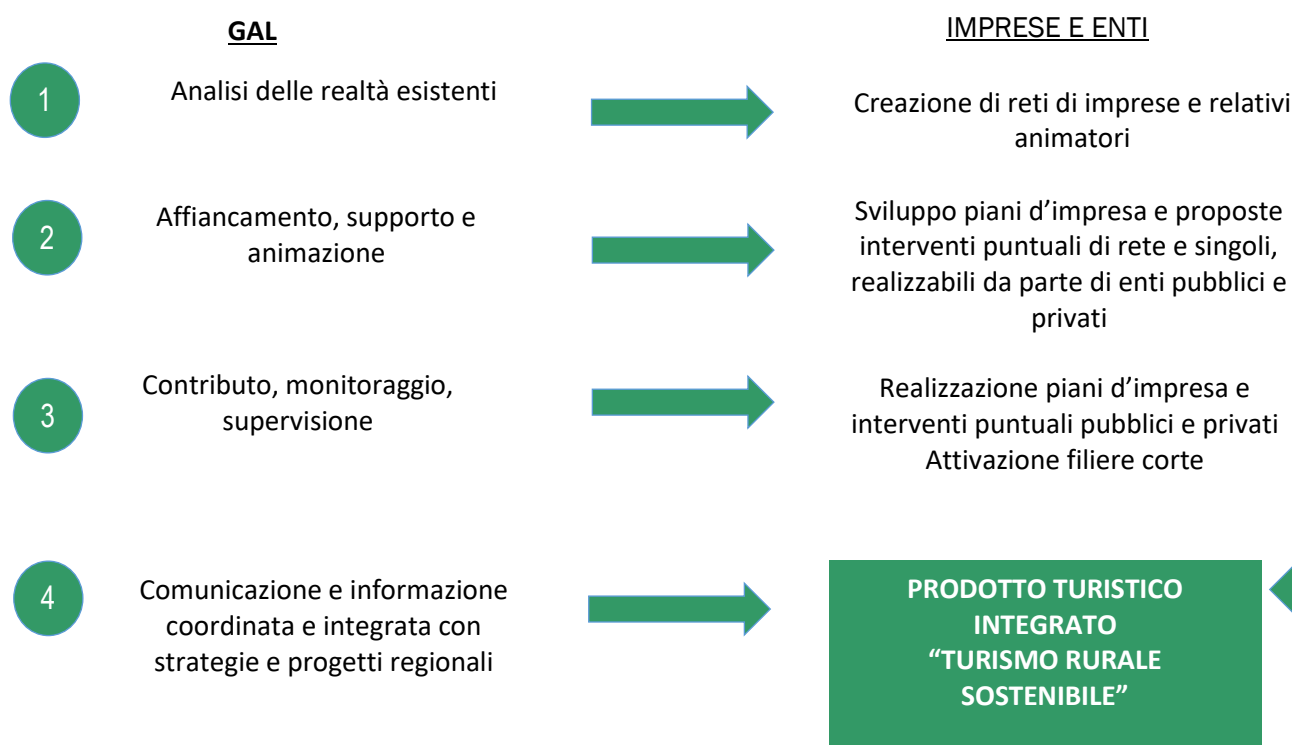 GAL
IMPRESE E ENTI
1
Analisi delle realtà esistenti
Creazione di reti di imprese e relativi
animatori
2
Affiancamento, supporto e
animazione
Sviluppo piani d’impresa e proposte
interventi puntuali di rete e singoli,
realizzabili da parte di enti pubblici e
privati
3
Contributo, monitoraggio,
supervisione
Realizzazione piani d’impresa e
interventi puntuali pubblici e privati
Attivazione filiere corte
4
Comunicazione e informazione
coordinata e integrata con
strategie e progetti regionali
PRODOTTO TURISTICO
INTEGRATO
“TURISMO RURALE
SOSTENIBILE”